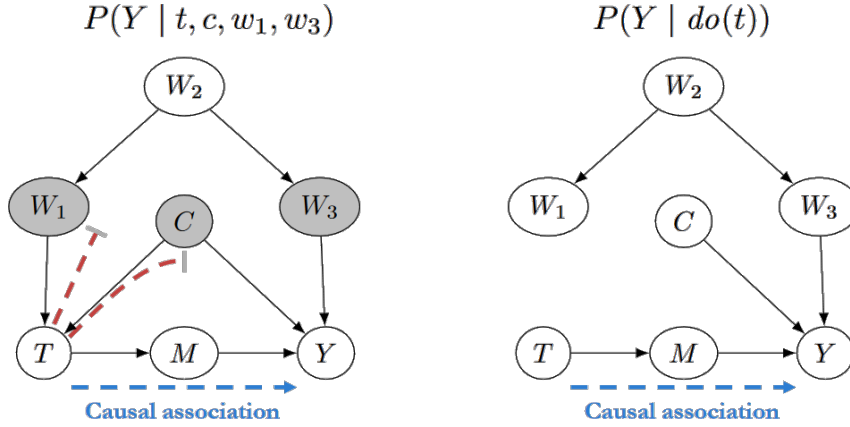 P(Y | t, c, w₁, w₃)
W₂
W₁
C
W₃
T
M
Y
Causal association
P(Y | do(t))
W₂
W₁
C
W₃
T
M
Y
Causal association